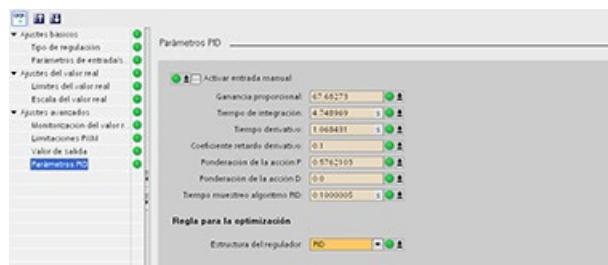 Ajustes básicos
Tipo de regulación
Parámetros de entrada/s...
Ajustes del valor real
Límites del valor real
Escala del valor real
Ajustes avanzados
Monitorización del valor r...
Limitaciones PWM
Valor de salida
Parámetros PID
Parámetros PID
Activar entrada manual
Ganancia proporcional: 67.68273
Tiempo de integración: 4.748969 s
Tiempo derivativo: 1.068431 s
Coeficiente retardo derivativo: 0.1
Ponderación de la acción P: 0.5762105
Ponderación de la acción D: 0.0
Tiempo muestreo algoritmo PID: 0.1000005 s
Regla para la optimización
Estructura del regulador: PID